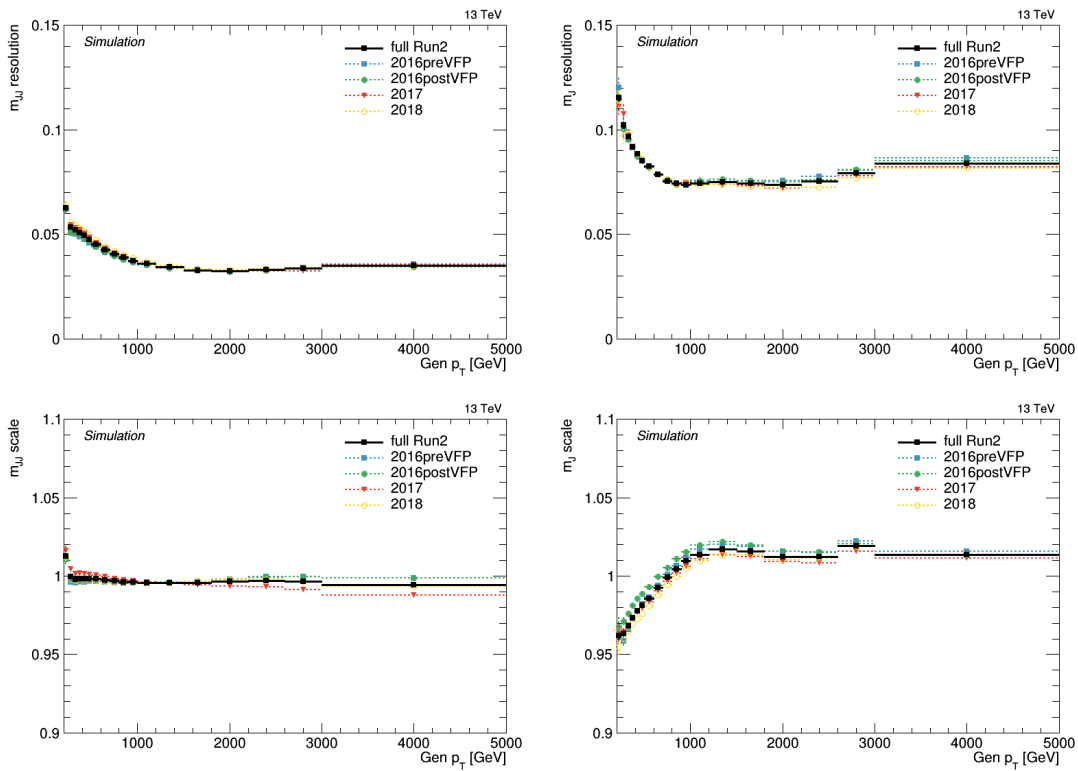 13 TeV
Simulation
full Run2
2016preVFP
2016postVFP
2017
2018
m_JJ resolution
0.15
0.1
0.05
0
1000 2000 3000 4000 5000
Gen p_T [GeV]
13 TeV
Simulation
full Run2
2016preVFP
2016postVFP
2017
2018
m_J resolution
0.15
0.1
0.05
0
1000 2000 3000 4000 5000
Gen p_T [GeV]
13 TeV
Simulation
full Run2
2016preVFP
2016postVFP
2017
2018
m_JJ scale
1.1
1.05
1
0.95
0.9
1000 2000 3000 4000 5000
Gen p_T [GeV]
13 TeV
Simulation
full Run2
2016preVFP
2016postVFP
2017
2018
m_J scale
1.1
1.05
1
0.95
0.9
1000 2000 3000 4000 5000
Gen p_T [GeV]